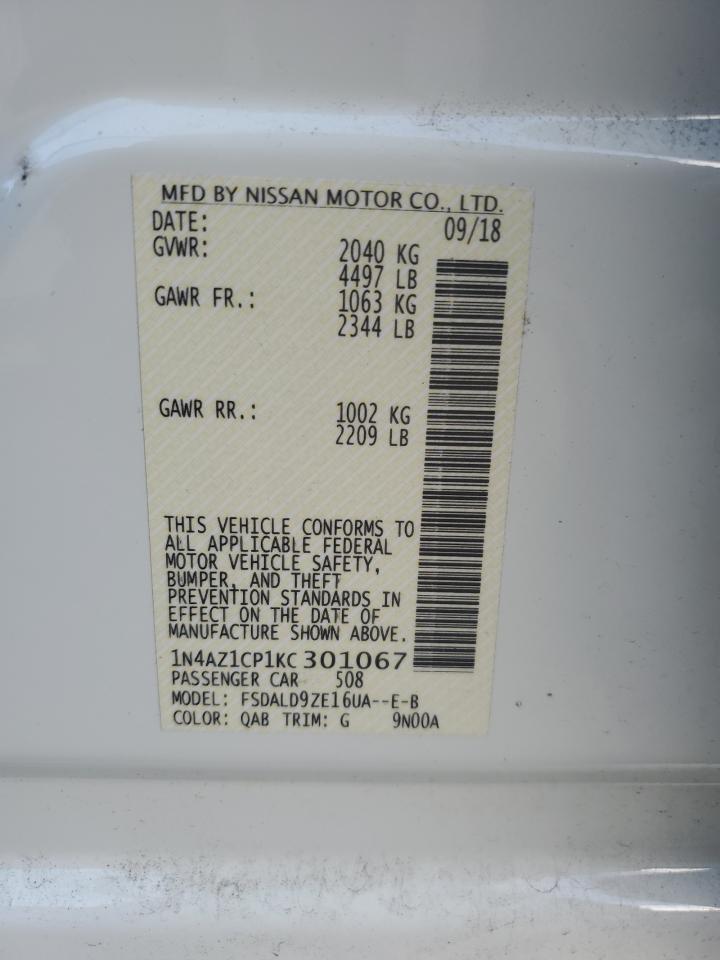 MFD BY NISSAN MOTOR CO., LTD.
DATE: 09/18
GVWR: 2040 KG
4497 LB
GAWR FR.: 1063 KG
2344 LB
GAWR RR.: 1002 KG
2209 LB
THIS VEHICLE CONFORMS TO
ALL APPLICABLE FEDERAL
MOTOR VEHICLE SAFETY,
BUMPER, AND THEFT
PREVENTION STANDARDS IN
EFFECT ON THE DATE OF
MANUFACTURE SHOWN ABOVE.
1N4AZ1CP1KC 301067
PASSENGER CAR 508
MODEL: FSDALD9ZE16UA--E-B
COLOR: QAB TRIM: G 9N00A